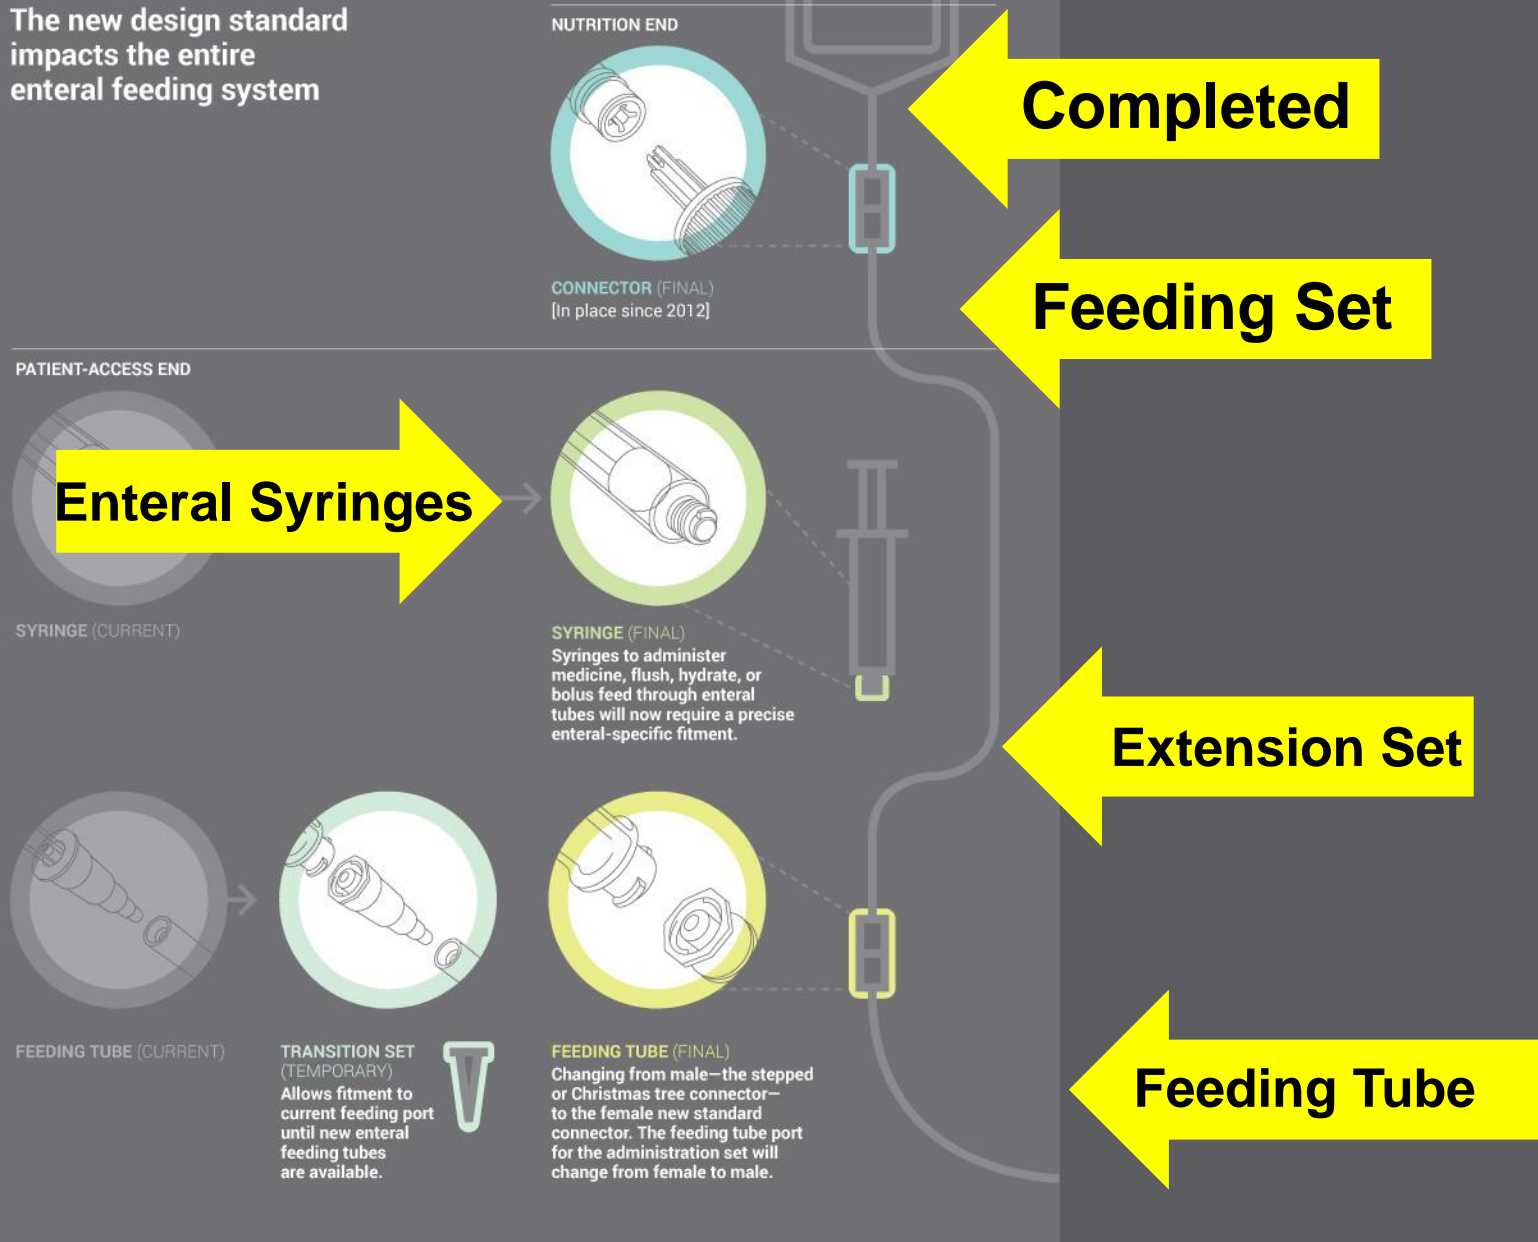 The new design standard
impacts the entire
enteral feeding system
NUTRITION END
Completed
CONNECTOR (FINAL)
[In place since 2012]
Feeding Set
PATIENT-ACCESS END
Enteral Syringes
SYRINGE (CURRENT)
SYRINGE (FINAL)
Syringes to administer
medicine, flush, hydrate, or
bolus feed through enteral
tubes will now require a precise
enteral-specific fitment.
Extension Set
FEEDING TUBE (CURRENT)
TRANSITION SET
(TEMPORARY)
Allows fitment to
current feeding port
until new enteral
feeding tubes
are available.
FEEDING TUBE (FINAL)
Changing from male—the stepped
or Christmas tree connector—
to the female new standard
connector. The feeding tube port
for the administration set will
change from female to male.
Feeding Tube